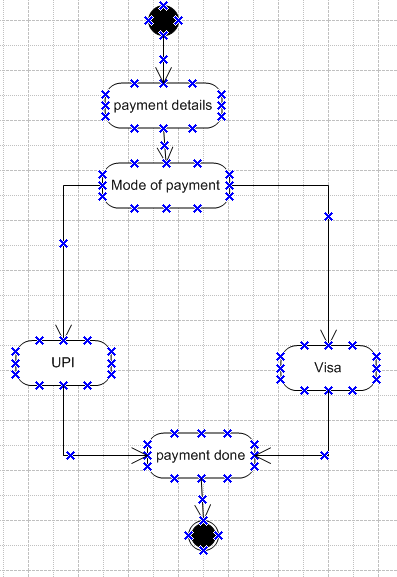 payment details
Mode of payment
UPI
Visa
payment done